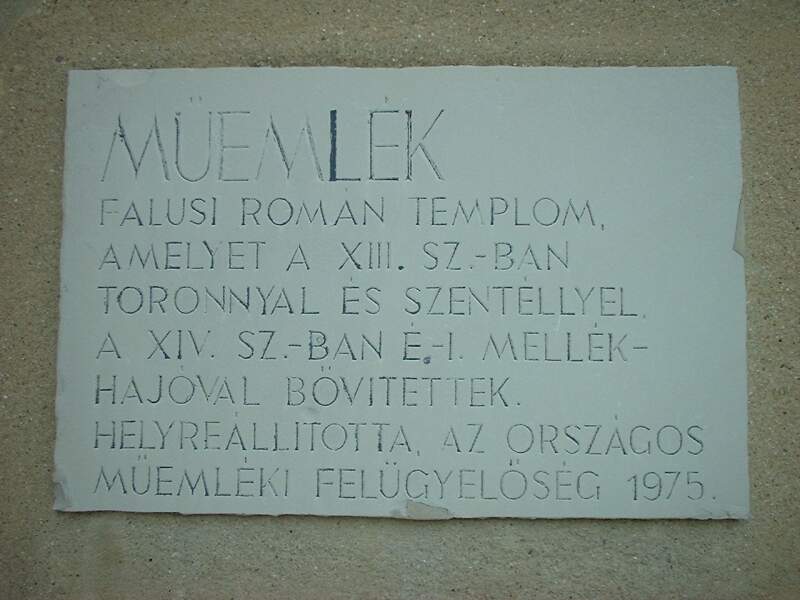 MŰEMLÉK
FALUSI ROMÁN TEMPLOM,
AMELYET A XIII. SZ.-BAN
TORONNYAL ÉS SZENTÉLLYEL,
A XIV. SZ.-BAN É.-I. MELLÉK-
HAJÓVAL BŐVITETTEK.
HELYREÁLLITOTTA, AZ ORSZÁGOS
MŰEMLÉKI FELÜGYELŐSÉG 1975.